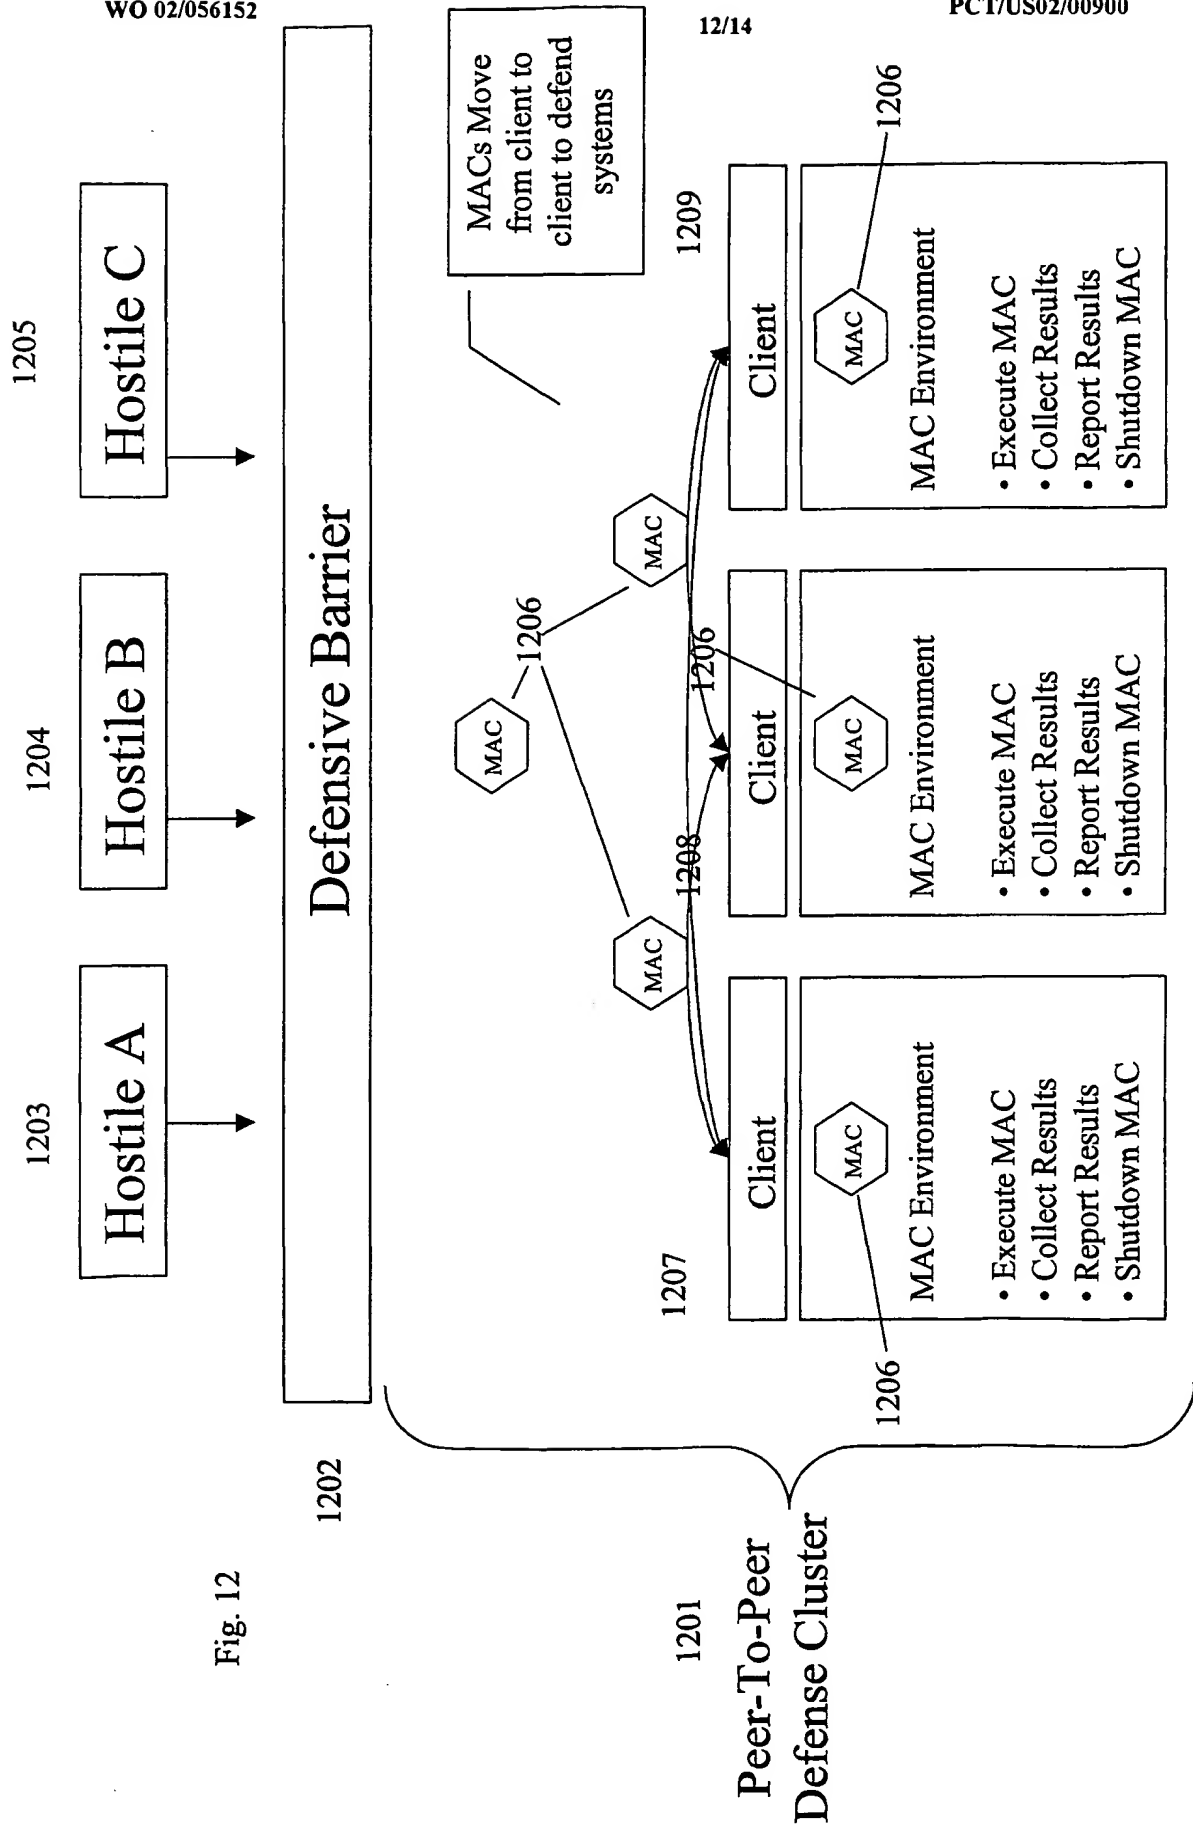 WO 02/056152
12/14
PCT/US02/00900
Fig. 12
1203
1204
1205
Hostile A
Hostile B
Hostile C
1202
Defensive Barrier
MACs Move
from client to
client to defend
systems
MAC
1206
MAC
MAC
1201
Peer-To-Peer
Defense Cluster
1207
1208
1206
1209
Client
Client
Client
1206
MAC
MAC
MAC
1206
MAC Environment
• Execute MAC
• Collect Results
• Report Results
• Shutdown MAC
MAC Environment
• Execute MAC
• Collect Results
• Report Results
• Shutdown MAC
MAC Environment
• Execute MAC
• Collect Results
• Report Results
• Shutdown MAC